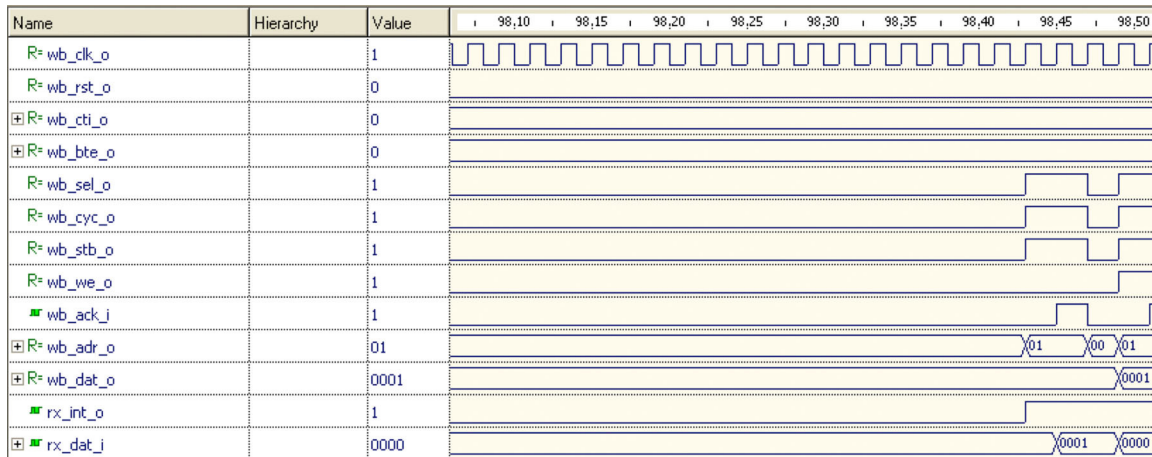 Name Hierarchy Value 98,10 98,15 98,20 98,25 98,30 98,35 98,40 98,45 98,50
R= wb_clk_o 1
R= wb_rst_o 0
R= wb_cti_o 0
R= wb_bte_o 0
R= wb_sel_o 1
R= wb_cyc_o 1
R= wb_stb_o 1
R= wb_we_o 1
wb_ack_i 1
R= wb_adr_o 01 01 00 01
R= wb_dat_o 0001 0001
rx_int_o 1
rx_dat_i 0000 0001 0000